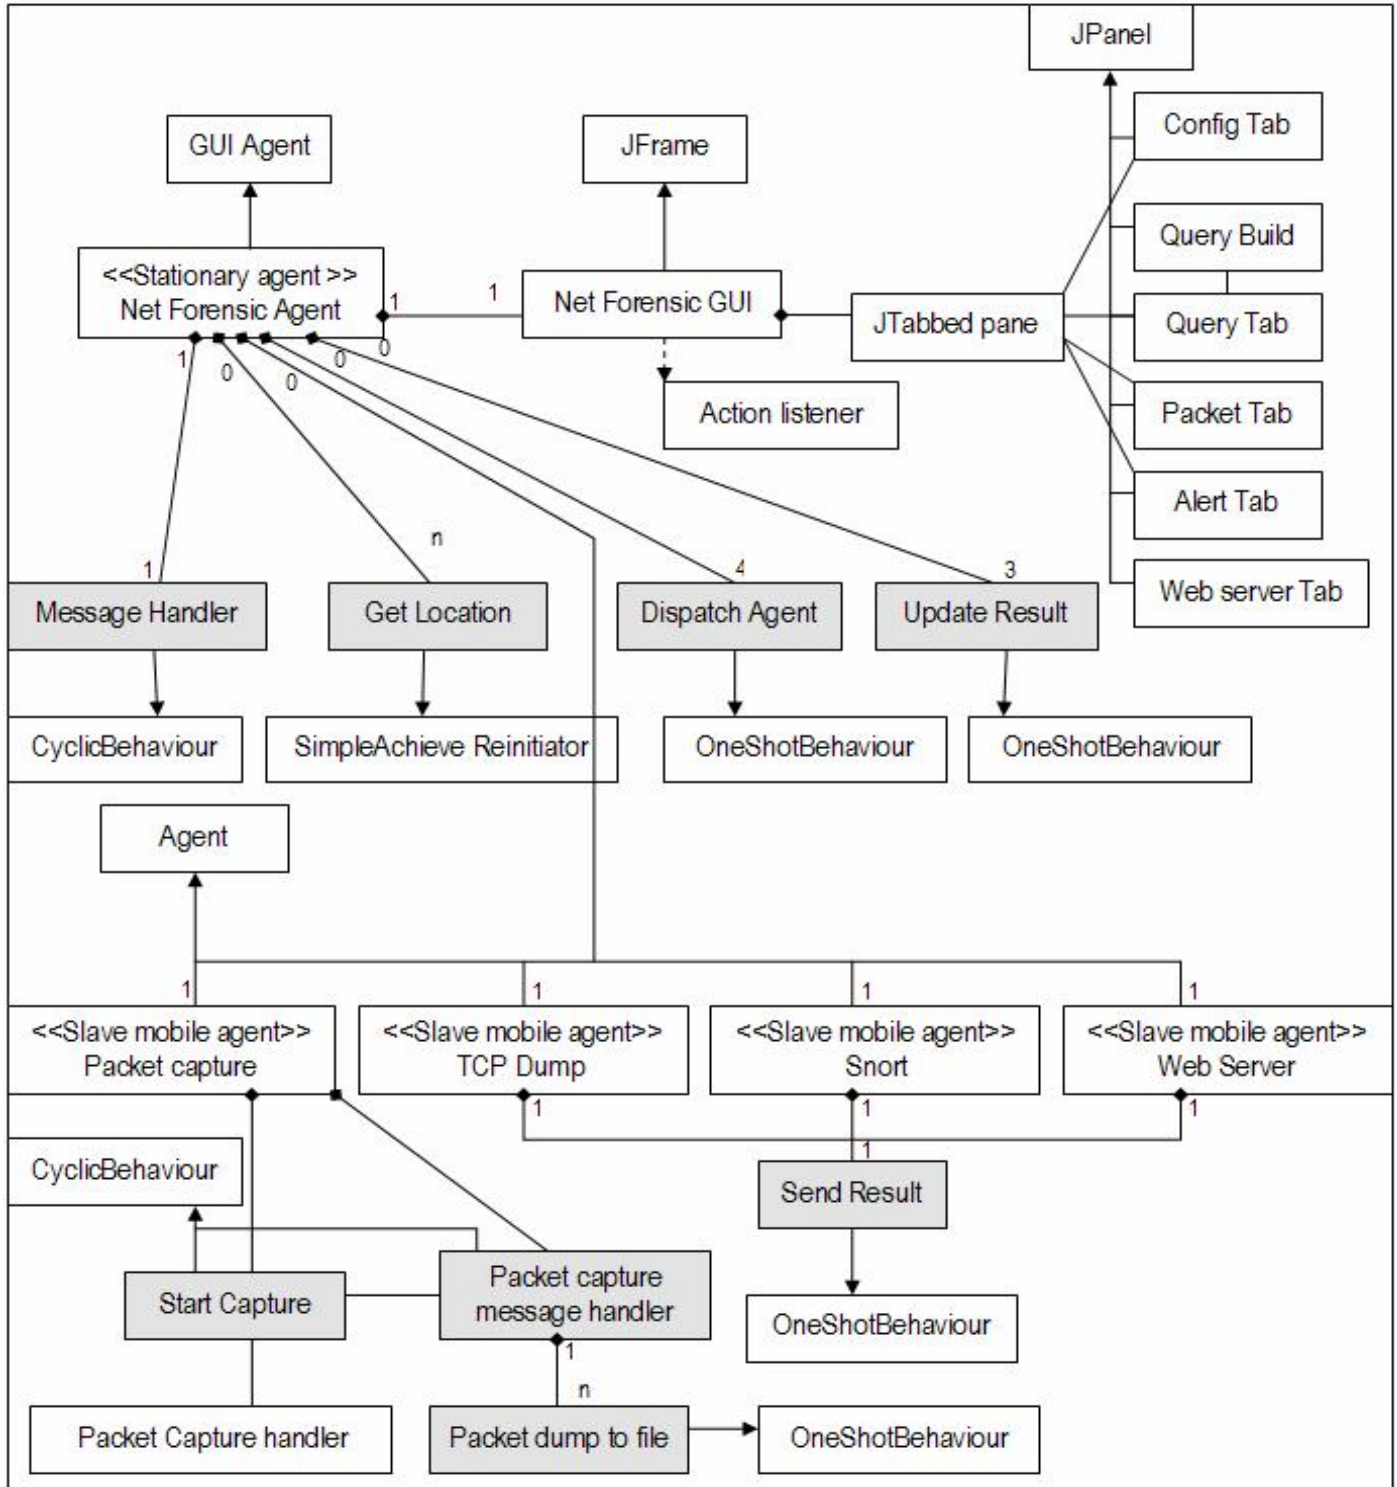 JPanel
Config Tab
GUI Agent
JFrame
Query Build
<<Stationary agent >>
Net Forensic Agent
1
1
Net Forensic GUI
JTabbed pane
Query Tab
1
0
0
0
0
Action listener
Packet Tab
Alert Tab
n
1
4
3
Message Handler
Get Location
Dispatch Agent
Update Result
Web server Tab
CyclicBehaviour
SimpleAchieve Reinitiator
OneShotBehaviour
OneShotBehaviour
Agent
1
1
1
1
<<Slave mobile agent>>
Packet capture
<<Slave mobile agent>>
TCP Dump
<<Slave mobile agent>>
Snort
<<Slave mobile agent>>
Web Server
1
1
1
CyclicBehaviour
1
Send Result
Start Capture
Packet capture
message handler
OneShotBehaviour
1
n
Packet Capture handler
Packet dump to file
OneShotBehaviour